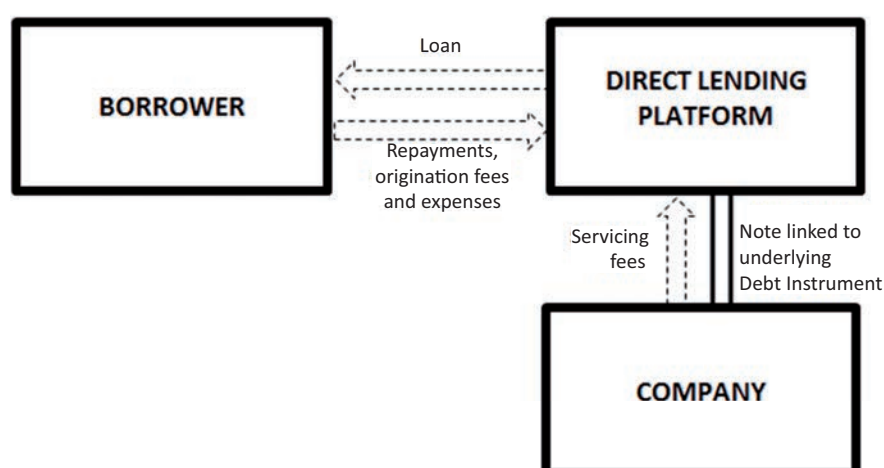 Loan
BORROWER
DIRECT LENDING
PLATFORM
Repayments,
origination fees
and expenses
Servicing
fees
Note linked to
underlying
Debt Instrument
COMPANY